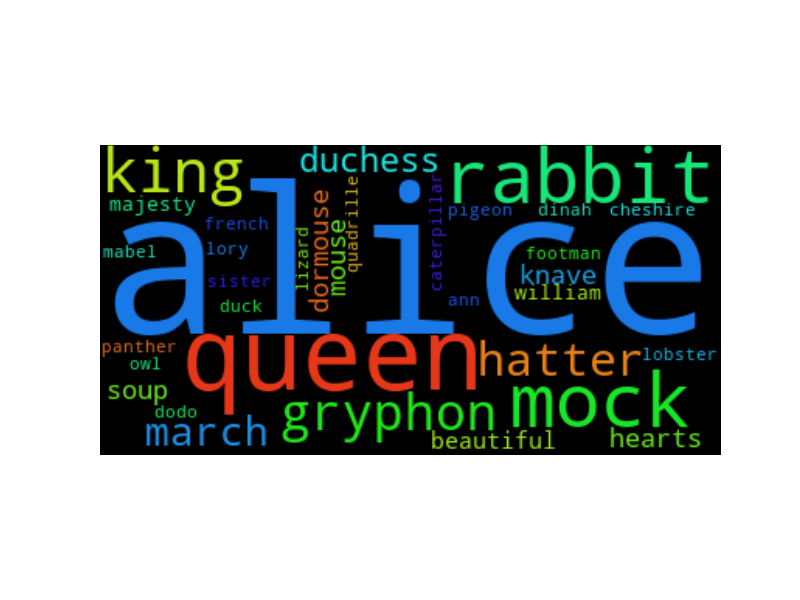 king
duchess
rabbit
majesty
french
mabel
lory
sister
duck
alice
lizard
dormouse
mouse
quadrille
caterpillar
pigeon
dinah
cheshire
footman
knave
william
ann
panther
owl
queen
hatter
lobster
soup
dodo
gryphon
mock
march
beautiful
hearts